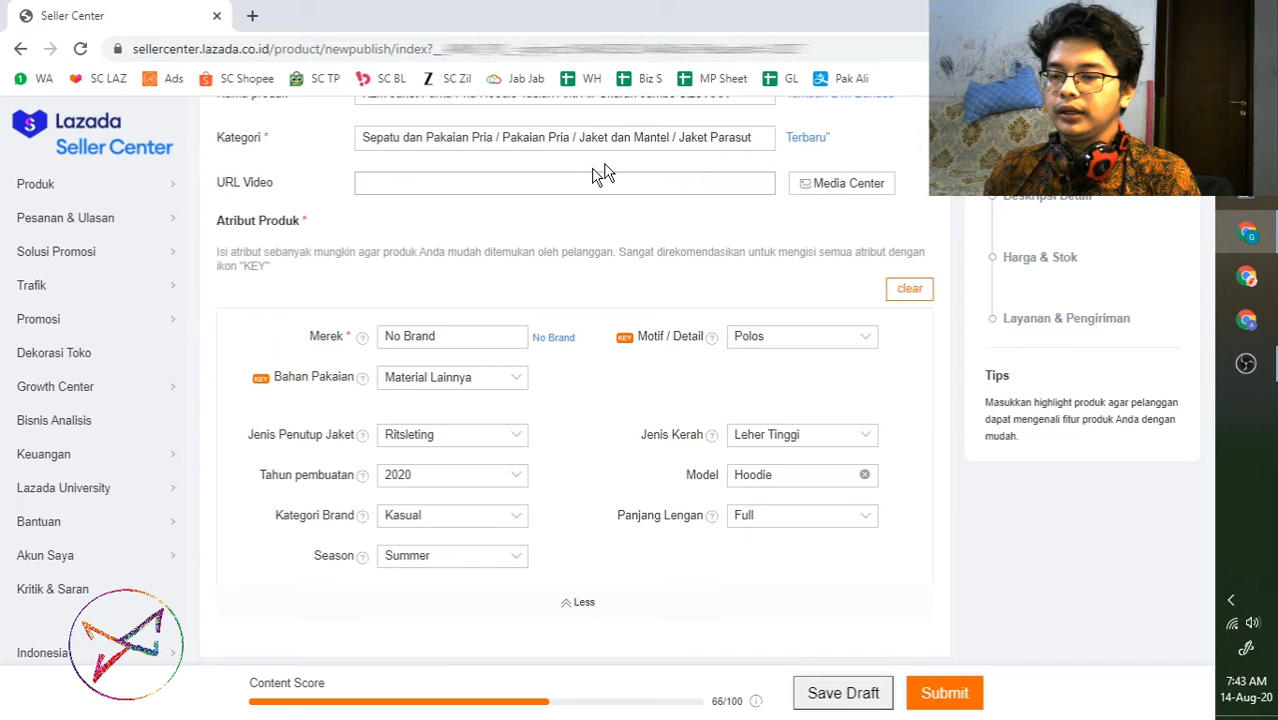 Seller Center
sellercenter.lazada.co.id/product/newpublish/index?_
WA SC LAZ Ads SC Shopee SC TP SC BL SC Zil Jab Jab WH Biz S MP Sheet GL Pak Ali
Lazada
Seller Center
Produk
Pesanan & Ulasan
Solusi Promosi
Trafik
Promosi
Dekorasi Toko
Growth Center
Bisnis Analisis
Keuangan
Lazada University
Bantuan
Akun Saya
Kritik & Saran
Indonesia
Kategori * Sepatu dan Pakaian Pria / Pakaian Pria / Jaket dan Mantel / Jaket Parasut Terbaru"
URL Video Media Center
Atribut Produk *
Isi atribut sebanyak mungkin agar produk Anda mudah ditemukan oleh pelanggan. Sangat direkomendasikan untuk mengisi semua atribut dengan
ikon "KEY"
clear
Merek * ? No Brand No Brand KEY Motif / Detail ? Polos
KEY Bahan Pakaian ? Material Lainnya
Jenis Penutup Jaket ? Ritsleting Jenis Kerah ? Leher Tinggi
Tahun pembuatan ? 2020 Model Hoodie
Kategori Brand ? Kasual Panjang Lengan ? Full
Season ? Summer
Less
Content Score
66/100
Save Draft
Submit
Deskripsi Detail
Harga & Stok
Layanan & Pengiriman
Tips
Masukkan highlight produk agar pelanggan
dapat mengenali fitur produk Anda dengan
mudah.
7:43 AM
14-Aug-20